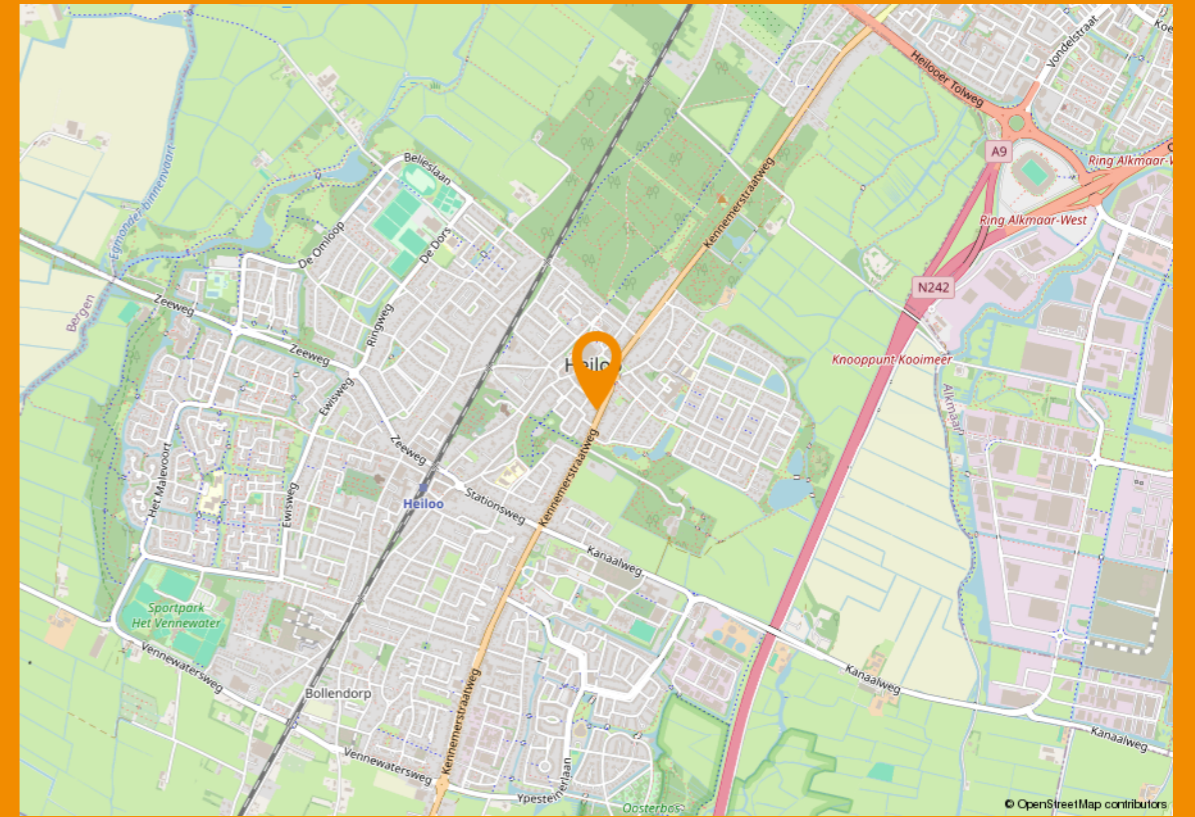 Vondelstraat
Heilooer Tolweg
A9
Ring Alkmaar-W
Belieslaan
Kennemerstraatweg
Ring Alkmaar-West
Egmonder binnenvaart
De Omloop
De Dors
N242
Bergen
Zeeweg
Ringweg
Zeeweg
Knooppunt Kooimeer
Ewisweg
Alkmaar
Zeeweg
Kennemerstraatweg
Het Malevoort
Ewisweg
Heiloo
Stationsweg
Kanaalweg
Sportpark
Het Vennewater
Vennewatersweg
Kanaalweg
Bollendorp
Kennemerstraatweg
Kanaalweg
Vennewatersweg
Ypesteinerlaan
Oosterbos
© OpenStreetMap contributors